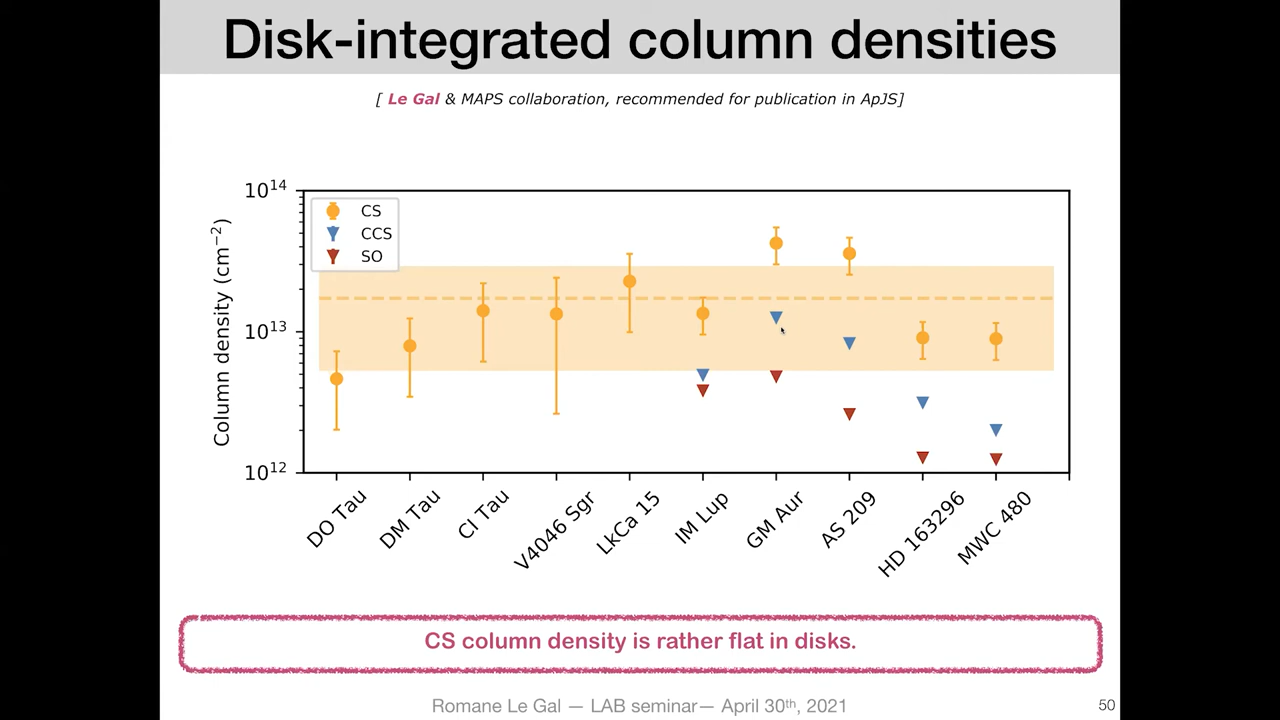 Disk-integrated column densities
[ Le Gal & MAPS collaboration, recommended for publication in ApJS]
10^14
10^13
10^12
Column density (cm^−2)
CS
CCS
SO
DO Tau
DM Tau
CI Tau
V4046 Sgr
LkCa 15
IM Lup
GM Aur
AS 209
HD 163296
MWC 480
CS column density is rather flat in disks.
Romane Le Gal — LAB seminar— April 30th, 2021
50